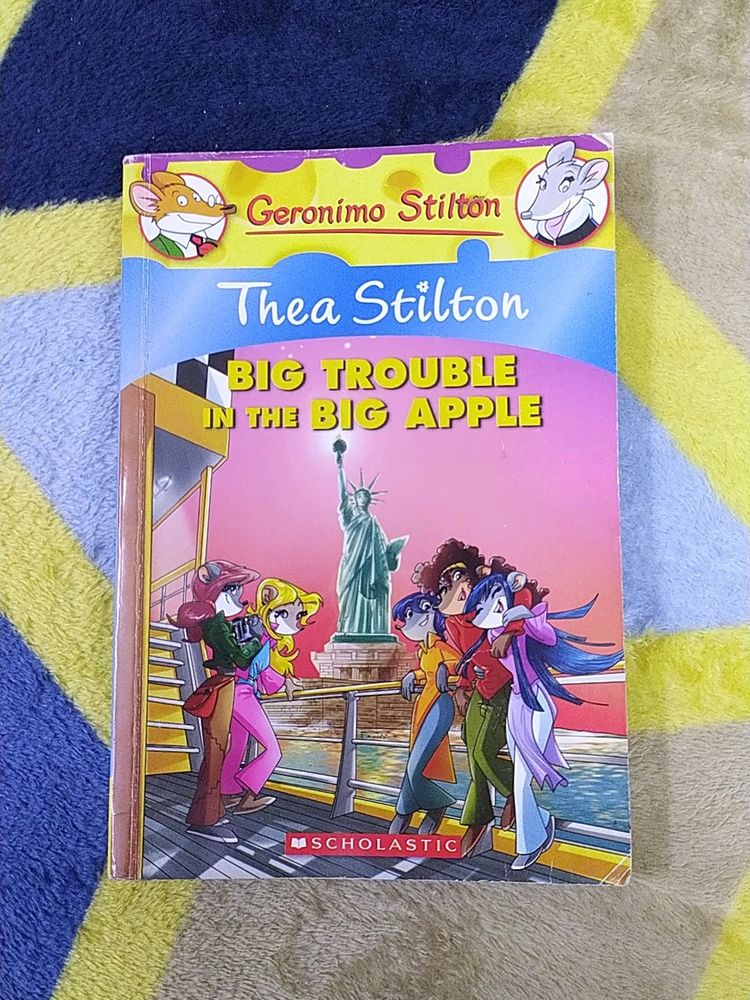 Geronimo Stilton
Thea Stilton
BIG TROUBLE
IN THE BIG APPLE
SCHOLASTIC